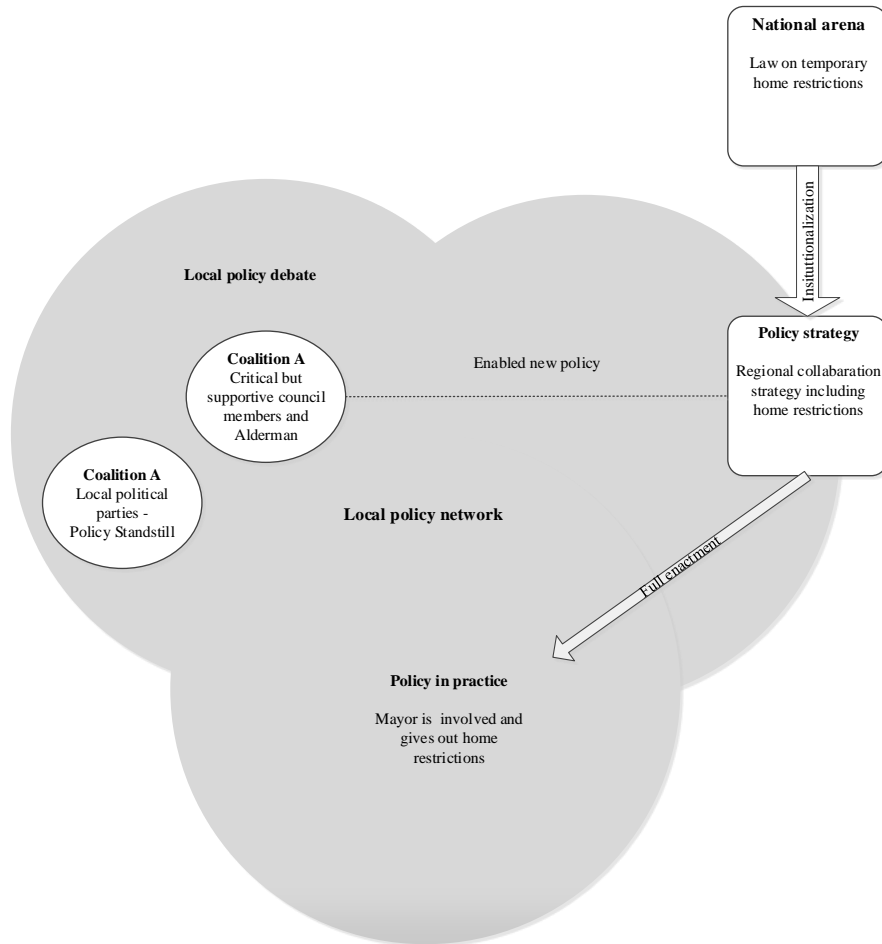 National arena
Law on temporary
home restrictions
Insituttionalization
Local policy debate
Policy strategy
Regional collabaration
strategy including
home restrictions
Coalition A
Critical but
supportive council
members and
Alderman
Enabled new policy
Coalition A
Local political
parties -
Policy Standstill
Local policy network
Full enactment
Policy in practice
Mayor is involved and
gives out home
restrictions